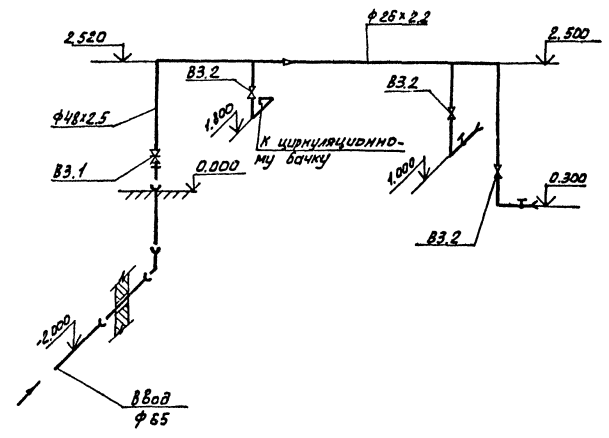 ф26×2.2
2.520
2.500
В3.2
В3.2
ф48×2.5
1.800
К циркуляционно-
му бачку
В3.1
0.000
1.000
0.300
В3.2
-2.000
Ввод
ф65